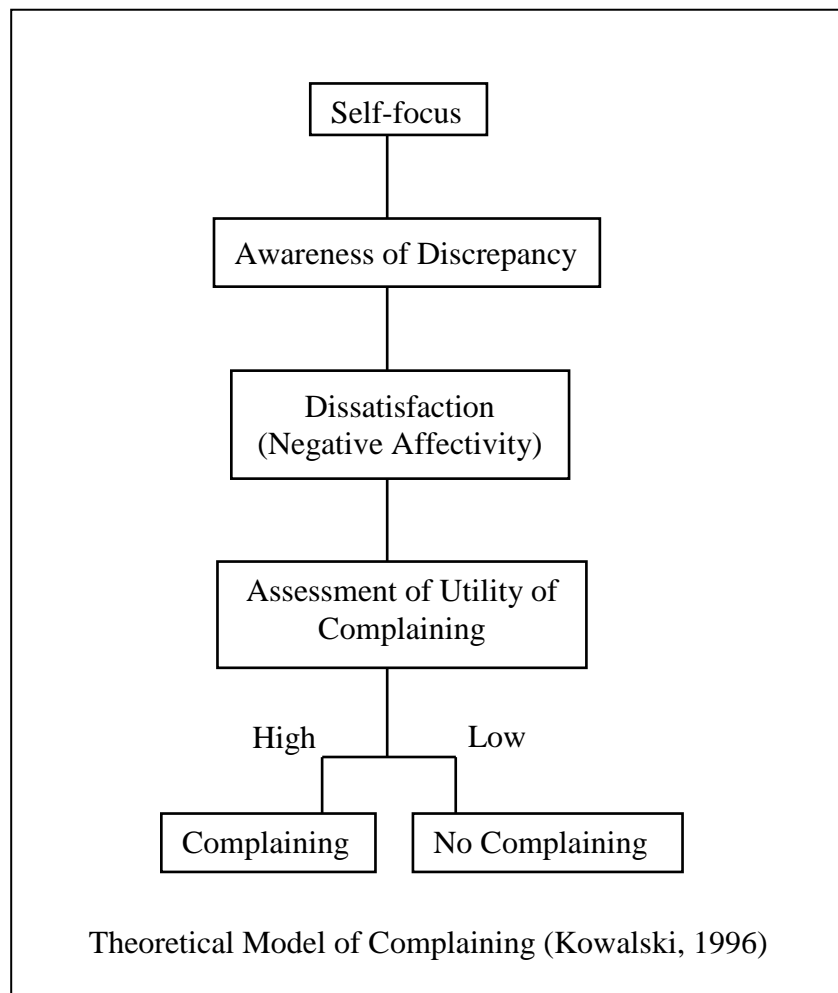 Self-focus
Awareness of Discrepancy
Dissatisfaction
(Negative Affectivity)
Assessment of Utility of
Complaining
High
Low
Complaining
No Complaining
Theoretical Model of Complaining (Kowalski, 1996)